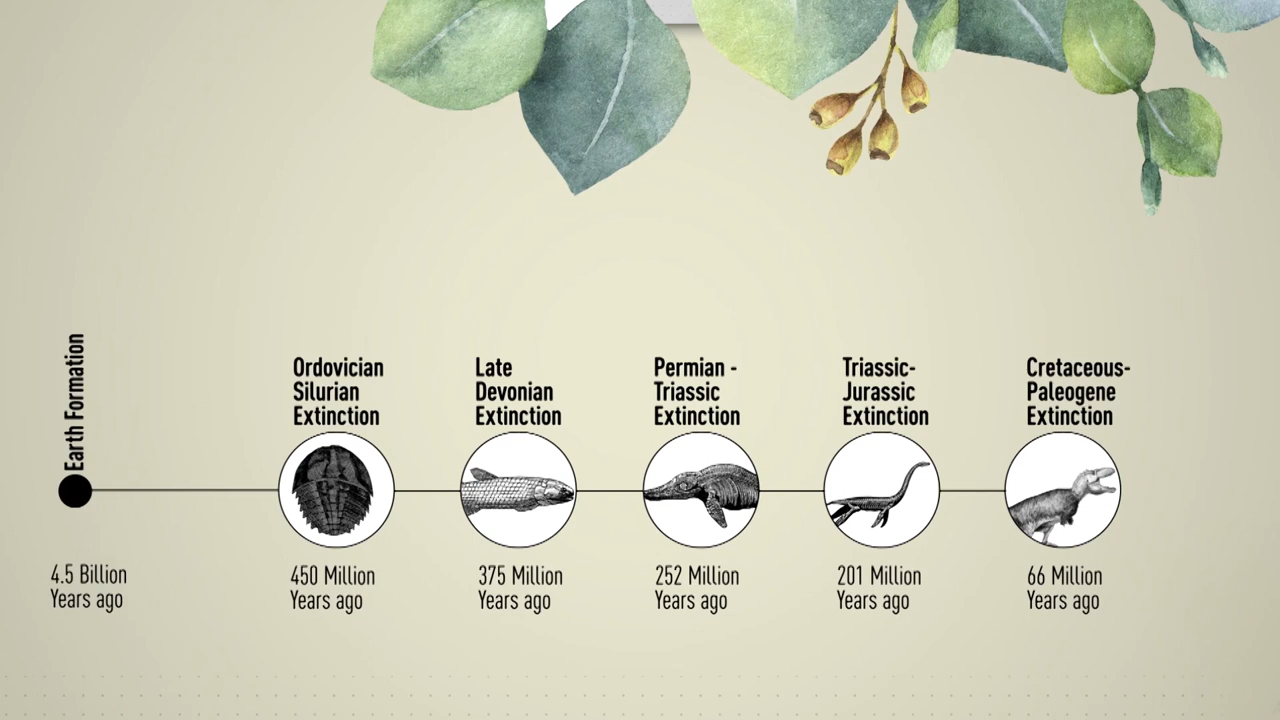 Earth Formation
4.5 Billion
Years ago
Ordovician
Silurian
Extinction
450 Million
Years ago
Late
Devonian
Extinction
375 Million
Years ago
Permian -
Triassic
Extinction
252 Million
Years ago
Triassic-
Jurassic
Extinction
201 Million
Years ago
Cretaceous-
Paleogene
Extinction
66 Million
Years ago